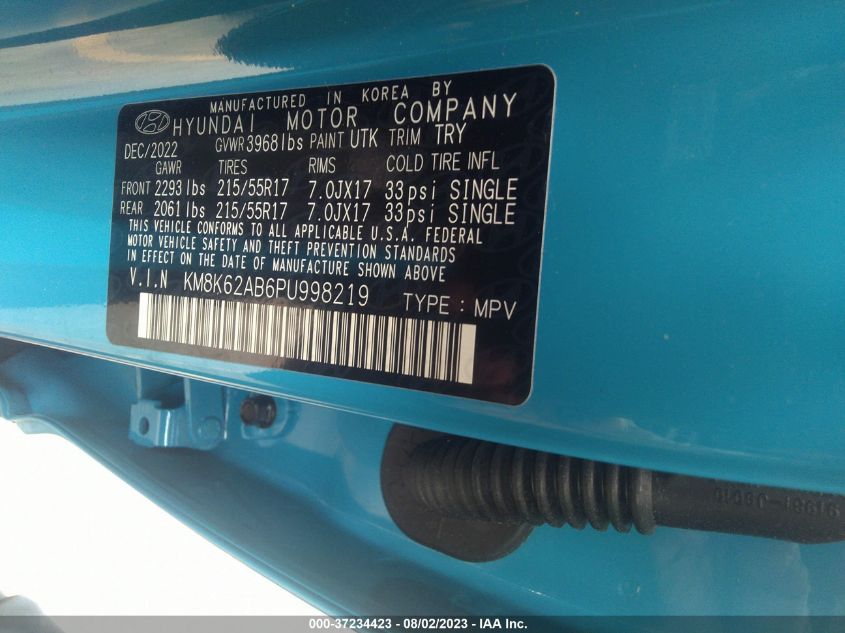 MANUFACTURED IN KOREA BY
HYUNDAI MOTOR COMPANY
DEC/2022 GVWR 3968 lbs PAINT UTK TRIM TRY
GAWR TIRES RIMS COLD TIRE INFL
FRONT 2293 lbs 215/55R17 7.0JX17 33psi SINGLE
REAR 2061 lbs 215/55R17 7.0JX17 33psi SINGLE
THIS VEHICLE CONFORMS TO ALL APPLICABLE U.S.A. FEDERAL
MOTOR VEHICLE SAFETY AND THEFT PREVENTION STANDARDS
IN EFFECT ON THE DATE OF MANUFACTURE SHOWN ABOVE
V.I.N KM8K62AB6PU998219 TYPE : MPV
000-37234423 - 08/02/2023 - IAA Inc.